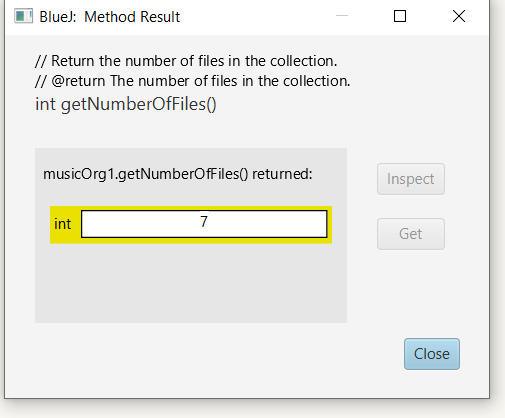 BlueJ: Method Result
// Return the number of files in the collection.
// @return The number of files in the collection.
int getNumberOfFiles()
musicOrg1.getNumberOfFiles() returned:
Inspect
int 7
Get
Close